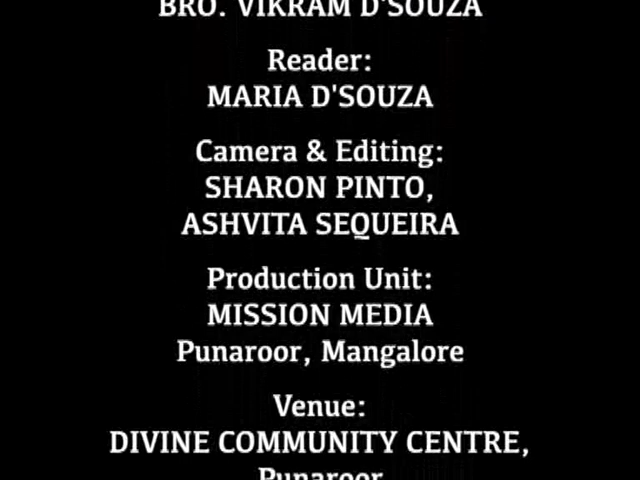 BRO. VIKRAM D'SOUZA
Reader:
MARIA D'SOUZA
Camera & Editing:
SHARON PINTO,
ASHVITA SEQUEIRA
Production Unit:
MISSION MEDIA
Punaroor, Mangalore
Venue:
DIVINE COMMUNITY CENTRE,
Punaroor